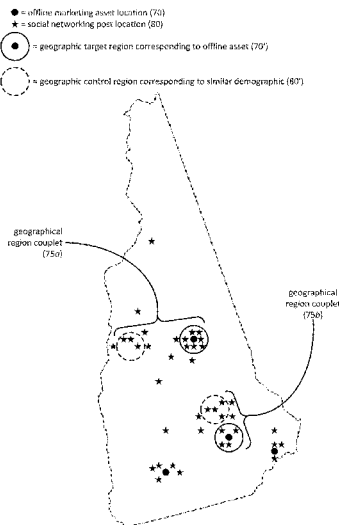 ● = offline marketing asset location (70)
★ = social networking post location (80)
= geographic target region corresponding to offline asset (70')
= geographic control region corresponding to similar demographic (80')
geographical
region couplet
(75a)
geographical
region couplet
(75b)